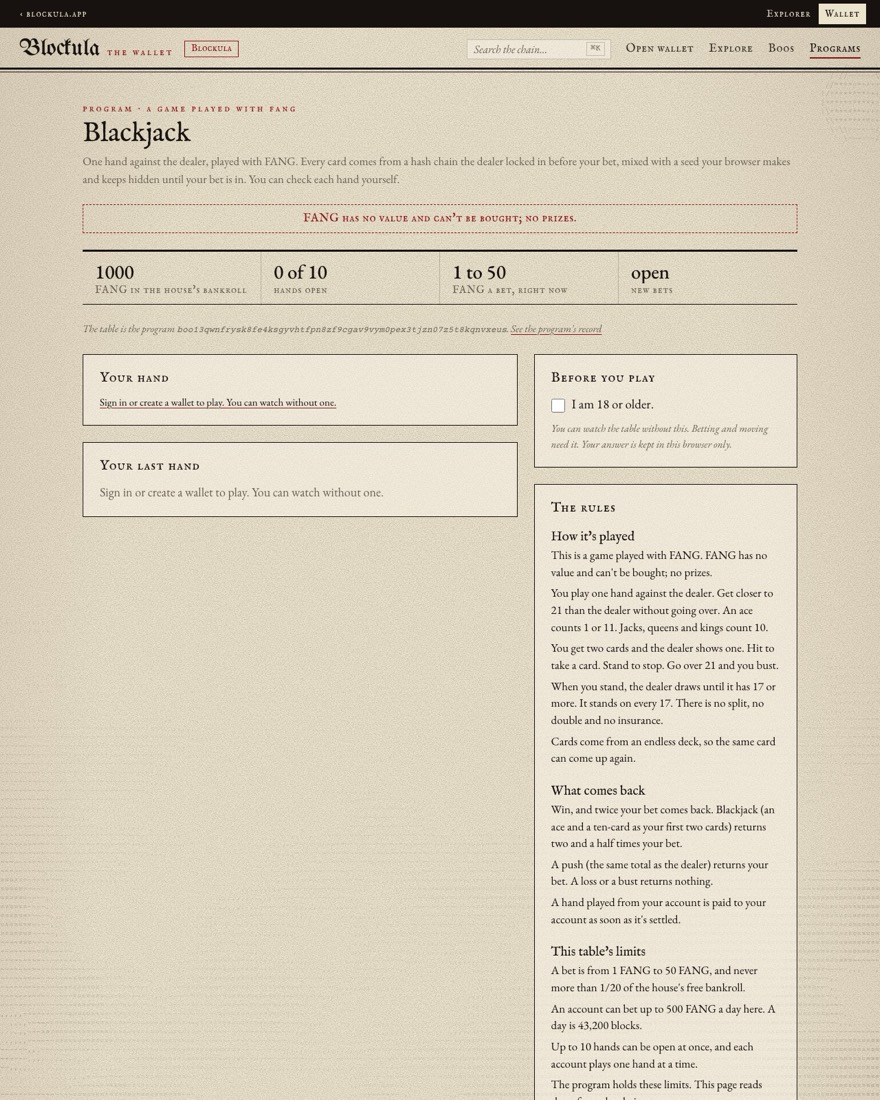 ‹ BLOCKULA.APP
Explorer
Wallet
Blockula THE WALLET
Blockula
Search the chain…
⌘K
Open wallet
Explore
Boos
Programs
PROGRAM · A GAME PLAYED WITH FANG
Blackjack
One hand against the dealer, played with FANG. Every card comes from a hash chain the dealer locked in before your bet, mixed with a seed your browser makes
and keeps hidden until your bet is in. You can check each hand yourself.
FANG has no value and can't be bought; no prizes.
1000
FANG in the house's bankroll
0 of 10
hands open
1 to 50
FANG a bet, right now
open
new bets
The table is the program See the program's record
Your hand
Sign in or create a wallet to play. You can watch without one.
Your last hand
Sign in or create a wallet to play. You can watch without one.
Before you play
I am 18 or older.
You can watch the table without this. Betting and moving
need it. Your answer is kept in this browser only.
The rules
How it's played
This is a game played with FANG. FANG has no
value and can't be bought; no prizes.
You play one hand against the dealer. Get closer to
21 than the dealer without going over. An ace
counts 1 or 11. Jacks, queens and kings count 10.
You get two cards and the dealer shows one. Hit to
take a card. Stand to stop. Go over 21 and you bust.
When you stand, the dealer draws until it has 17 or
more. It stands on every 17. There is no split, no
double and no insurance.
Cards come from an endless deck, so the same card
can come up again.
What comes back
Win, and twice your bet comes back. Blackjack (an
ace and a ten-card as your first two cards) returns
two and a half times your bet.
A push (the same total as the dealer) returns your
bet. A loss or a bust returns nothing.
A hand played from your account is paid to your
account as soon as it's settled.
This table's limits
A bet is from 1 FANG to 50 FANG, and never
more than 1/20 of the house's free bankroll.
An account can bet up to 500 FANG a day here. A
day is 43,200 blocks.
Up to 10 hands can be open at once, and each
account plays one hand at a time.
The program holds these limits. This page reads